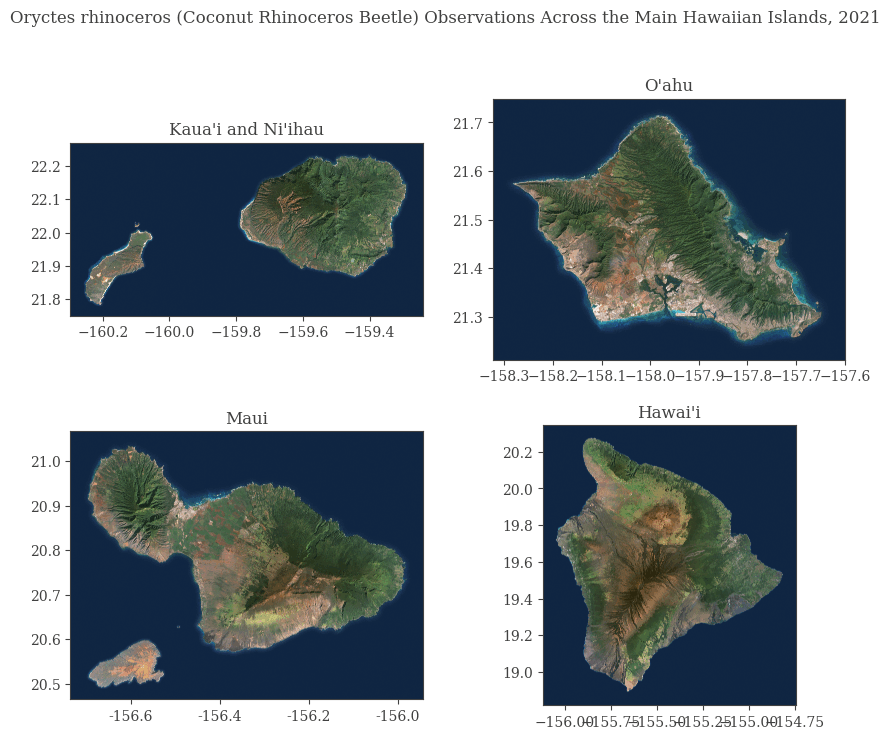 Oryctes rhinoceros (Coconut Rhinoceros Beetle) Observations Across the Main Hawaiian Islands, 2021
Kaua'i and Ni'ihau
22.2
22.1
22.0
21.9
21.8
−160.2 −160.0 −159.8 −159.6 −159.4
O'ahu
21.7
21.6
21.5
21.4
21.3
−158.3 −158.2 −158.1 −158.0 −157.9 −157.8 −157.7 −157.6
Maui
21.0
20.9
20.8
20.7
20.6
20.5
-156.6 -156.4 -156.2 -156.0
Hawai'i
20.2
20.0
19.8
19.6
19.4
19.2
19.0
−156.00 −155.75 −155.50 −155.25 −155.00 −154.75